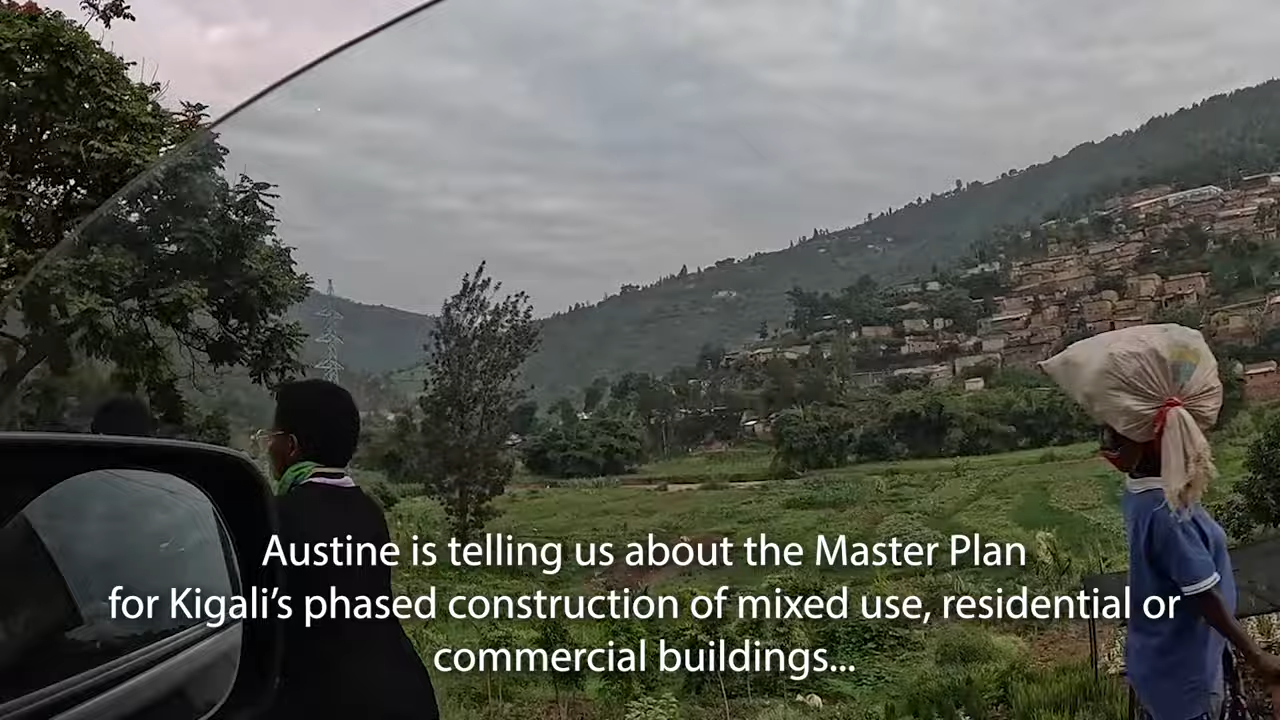 Austine is telling us about the Master Plan
for Kigali’s phased construction of mixed use, residential or
commercial buildings...